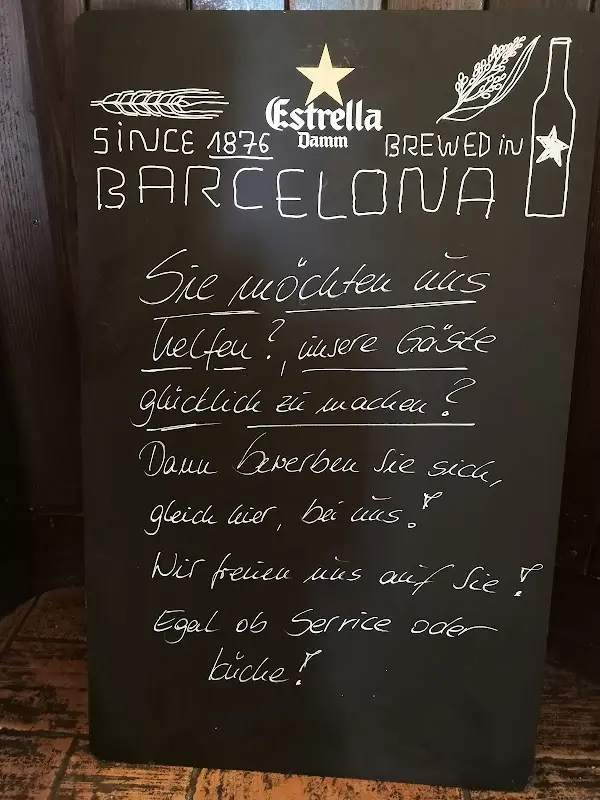 Estrella
Damm
SINCE 1876 BREWED IN
BARCELONA
Sie möchten uns
helfen?, unsere Gäste
glücklich zu machen?
Dann bewerben Sie sich,
gleich hier, bei uns!
Wir freuen uns auf Sie!
Egal ob Service oder
Küche!